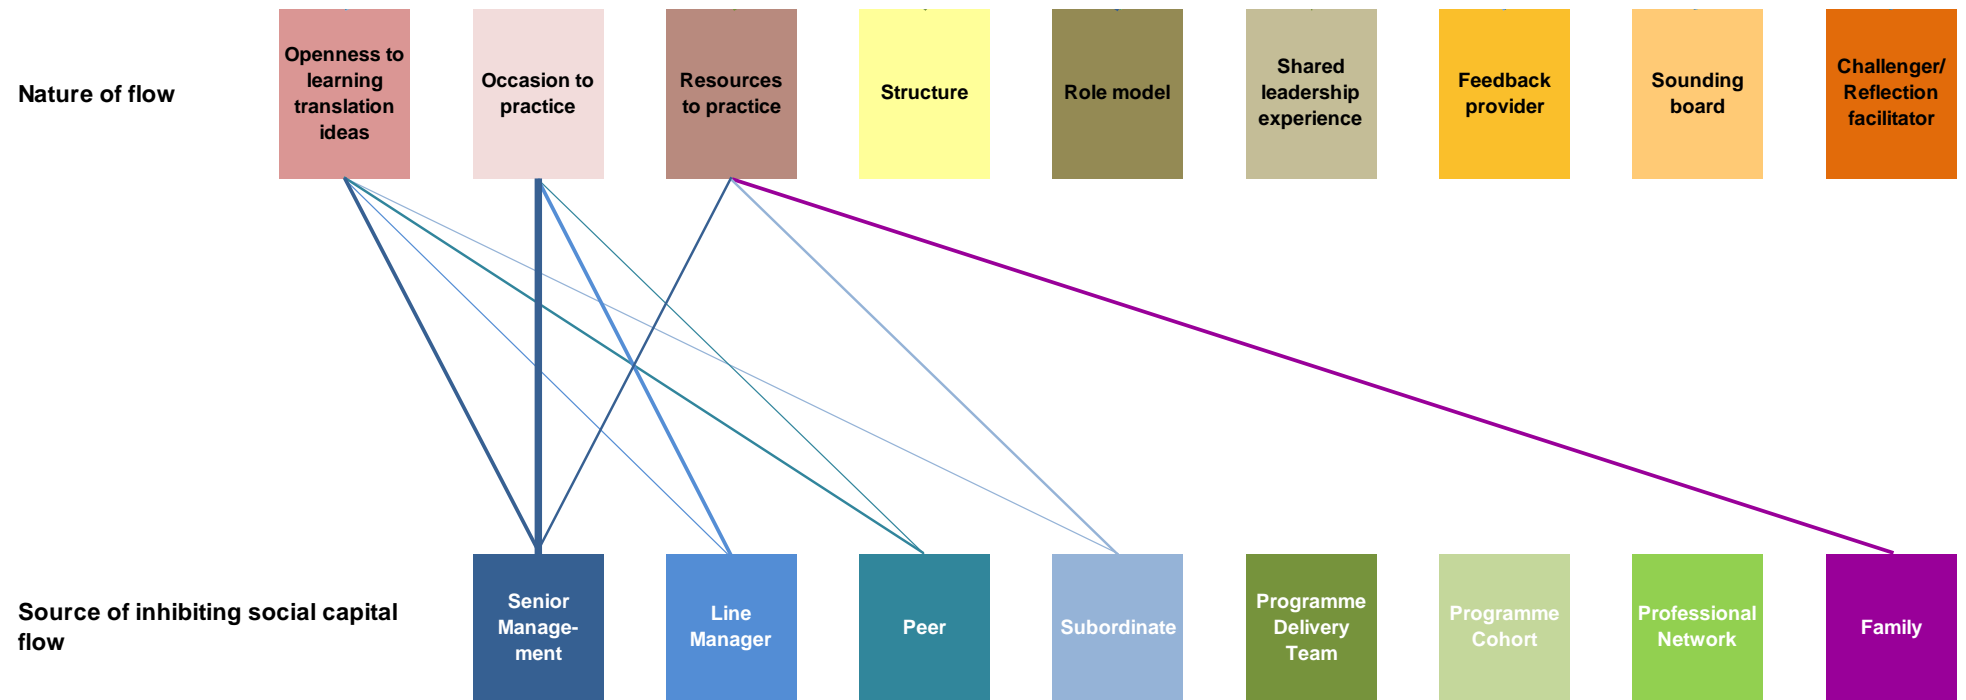 Nature of flow
Openness to
learning
translation
ideas
Occasion to
practice
Resources
to practice
Structure
Role model
Shared
leadership
experience
Feedback
provider
Sounding
board
Challenger/
Reflection
facilitator
Source of inhibiting social capital
flow
Senior
Manage-
ment
Line
Manager
Peer
Subordinate
Programme
Delivery
Team
Programme
Cohort
Professional
Network
Family